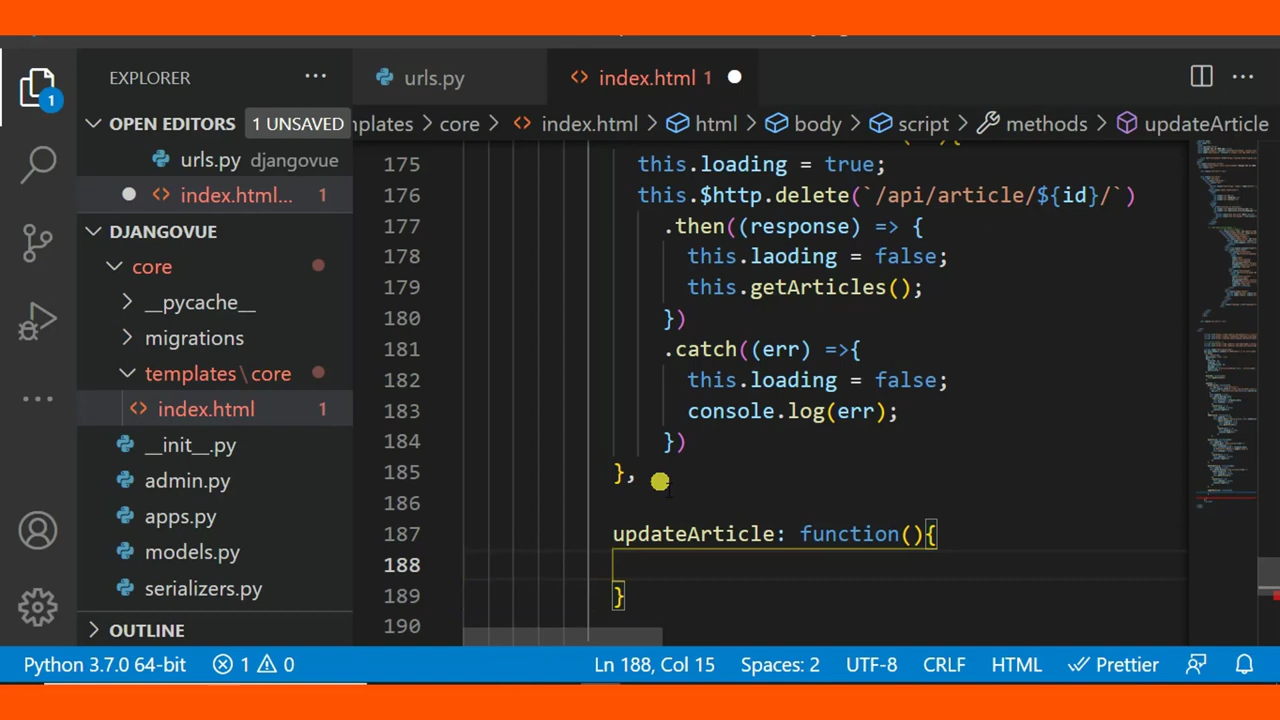 EXPLORER
urls.py
index.html 1
OPEN EDITORS
1 UNSAVED
nplates > core > index.html > html > body > script > methods > updateArticle
urls.py djangovue
index.html... 1
DJANGOVUE
core
__pycache__
migrations
templates\core
index.html 1
__init__.py
admin.py
apps.py
models.py
serializers.py
OUTLINE
175 this.loading = true;
176 this.$http.delete(`/api/article/${id}/`)
177 .then((response) => {
178 this.laoding = false;
179 this.getArticles();
180 })
181 .catch((err) =>{
182 this.loading = false;
183 console.log(err);
184 })
185 },
186
187 updateArticle: function(){
188
189 }
190
1
Python 3.7.0 64-bit
1 0
Ln 188, Col 15
Spaces: 2
UTF-8
CRLF
HTML
Prettier